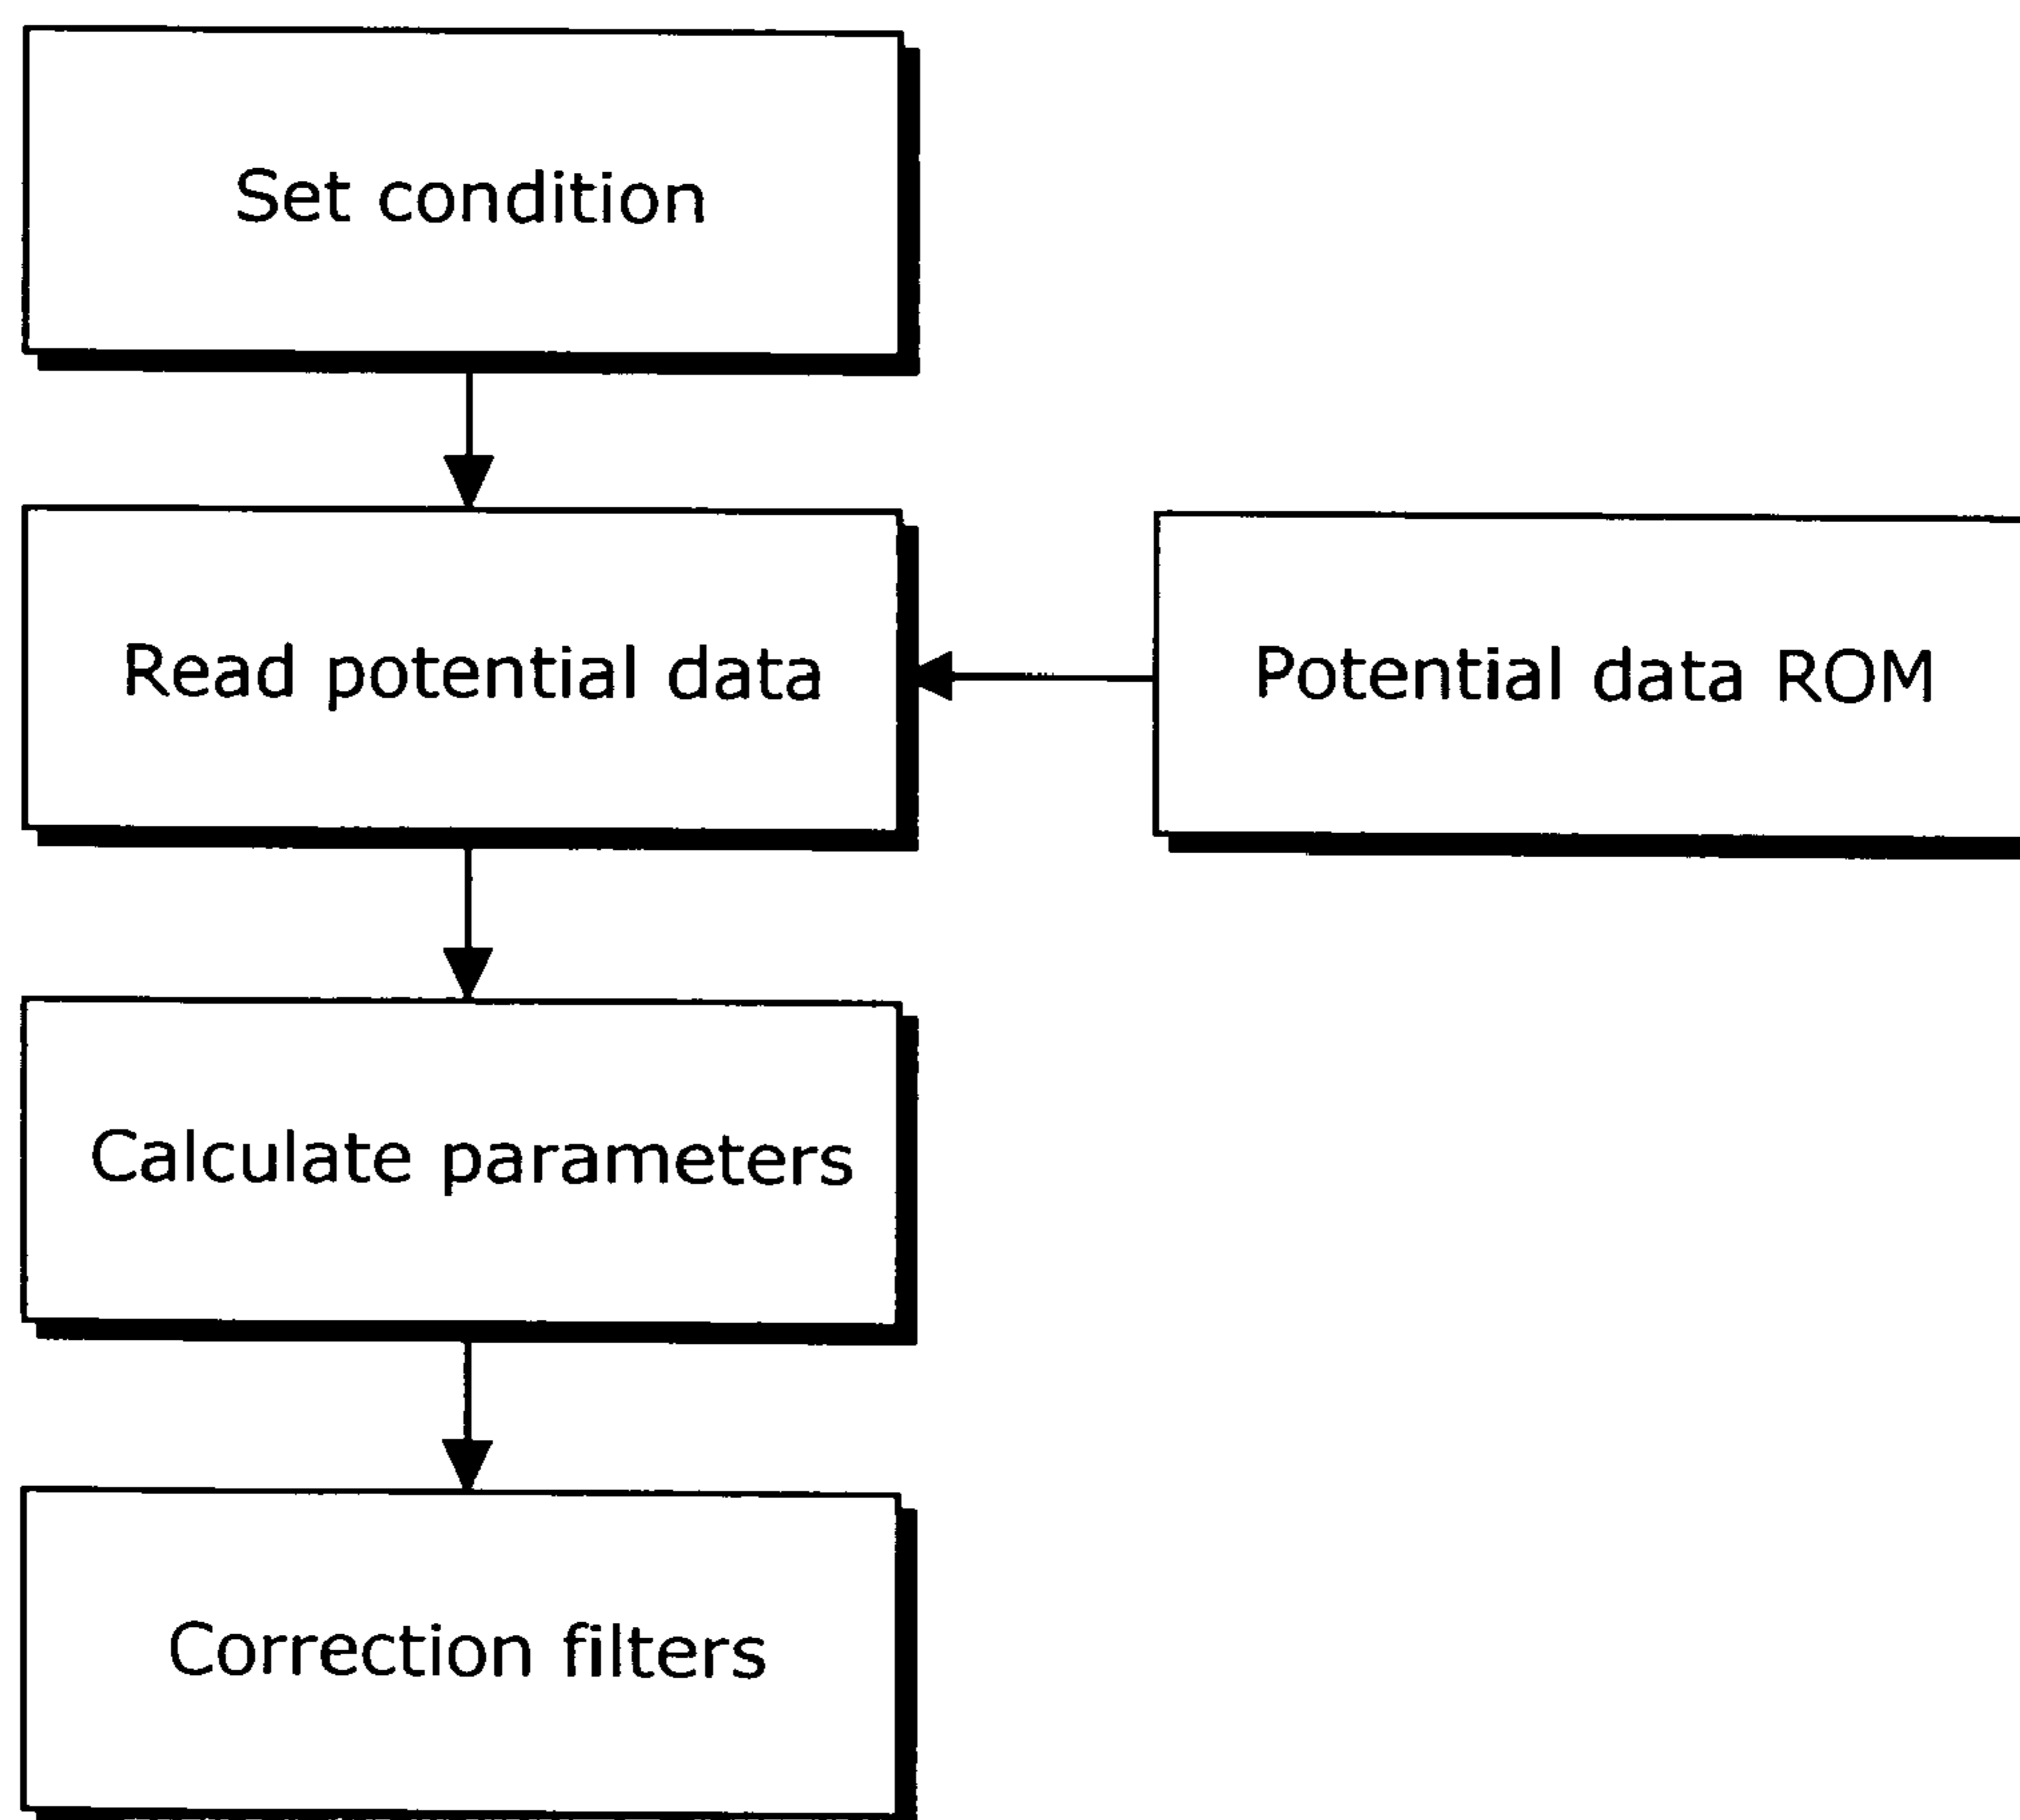 Set condition
Read potential data
Potential data ROM
Calculate parameters
Correction filters